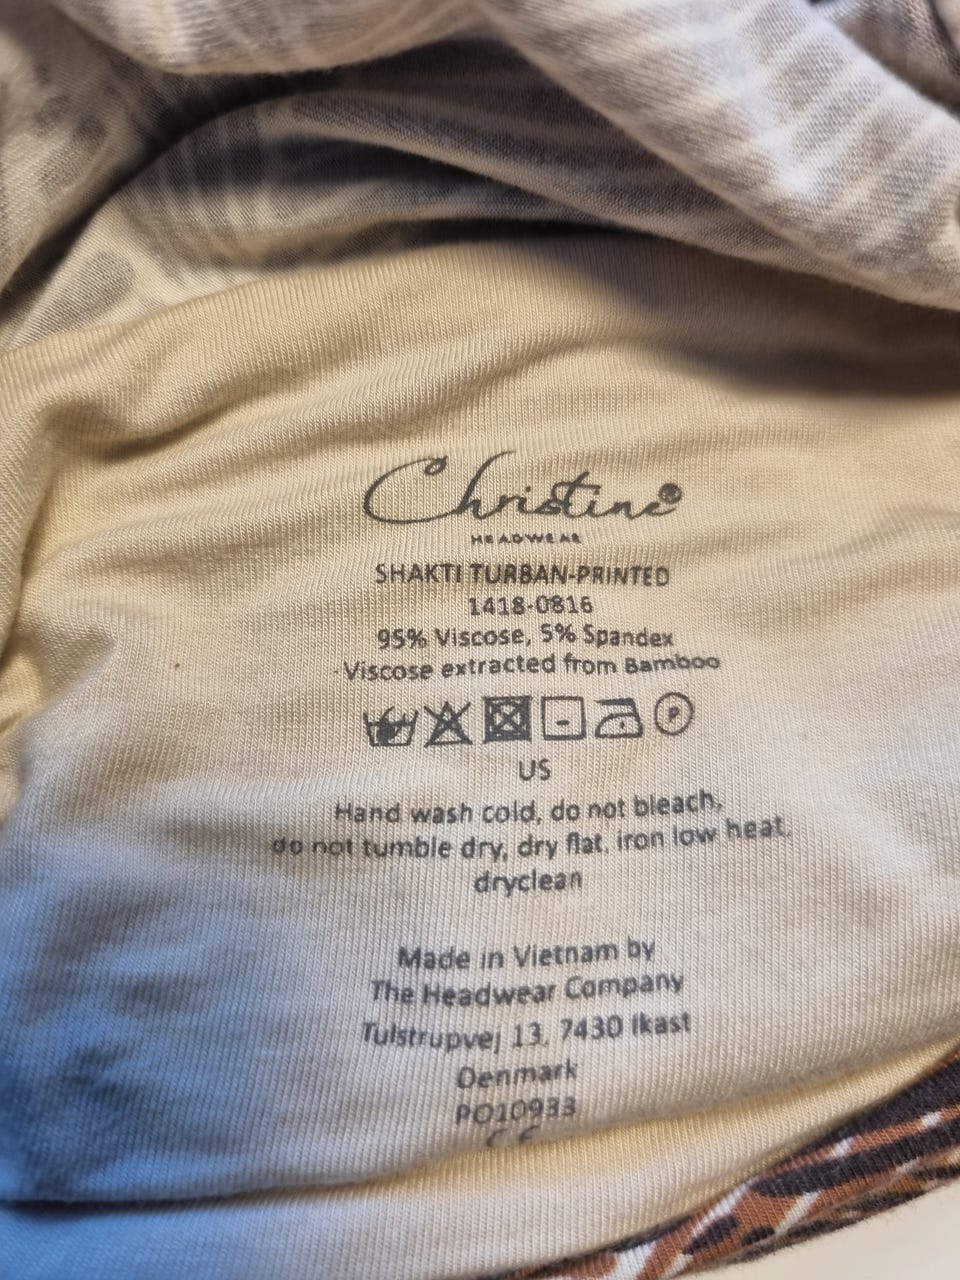 Christine®
HEADWEAR
SHAKTI TURBAN-PRINTED
1418-0816
95% Viscose, 5% Spandex
Viscose extracted from Bamboo
P
US
Hand wash cold, do not bleach,
do not tumble dry, dry flat, iron low heat,
dryclean
Made in Vietnam by
The Headwear Company
Tulstrupvej 13, 7430 Ikast
Denmark
PO10933
CE